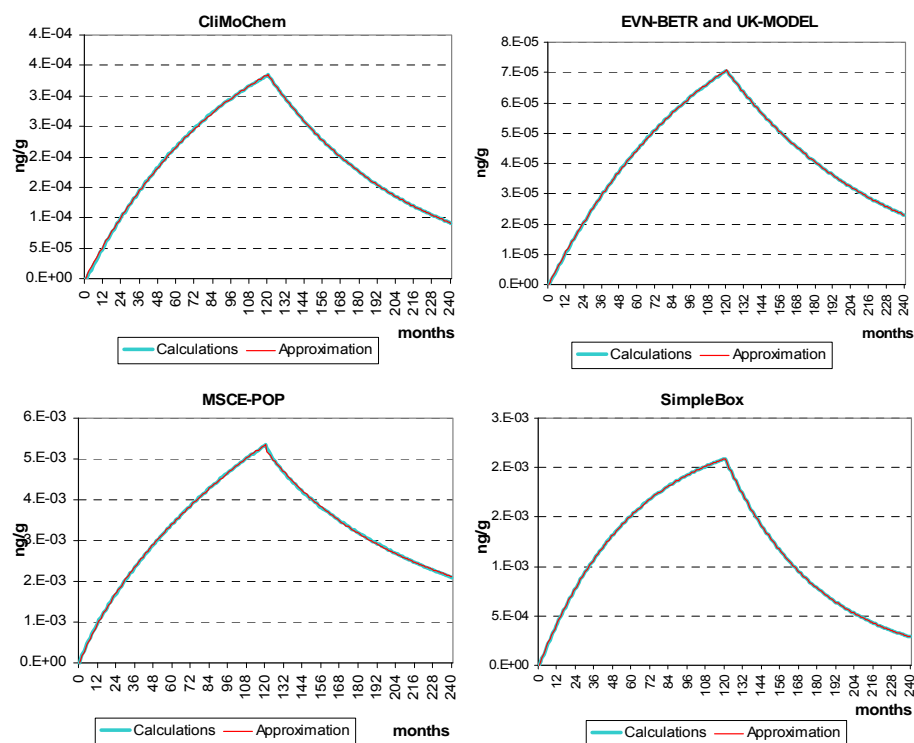 CliMoChem
4.E-04
4.E-04
3.E-04
3.E-04
2.E-04
2.E-04
1.E-04
5.E-05
0.E+00
ng/g
0 12 24 36 48 60 72 84 96 108 120 132 144 156 168 180 192 204 216 228 240
months
Calculations Approximation
EVN-BETR and UK-MODEL
8.E-05
7.E-05
6.E-05
5.E-05
4.E-05
3.E-05
2.E-05
1.E-05
0.E+00
ng/g
0 12 24 36 48 60 72 84 96 108 120 132 144 156 168 180 192 204 216 228 240
months
Calculations Approximation
MSCE-POP
6.E-03
5.E-03
4.E-03
3.E-03
2.E-03
1.E-03
0.E+00
ng/g
0 12 24 36 48 60 72 84 96 108 120 132 144 156 168 180 192 204 216 228 240
months
Calculations Approximation
SimpleBox
3.E-03
2.E-03
2.E-03
1.E-03
5.E-04
0.E+00
ng/g
0 12 24 36 48 60 72 84 96 108 120 132 144 156 168 180 192 204 216 228 240
months
Calculations Approximation